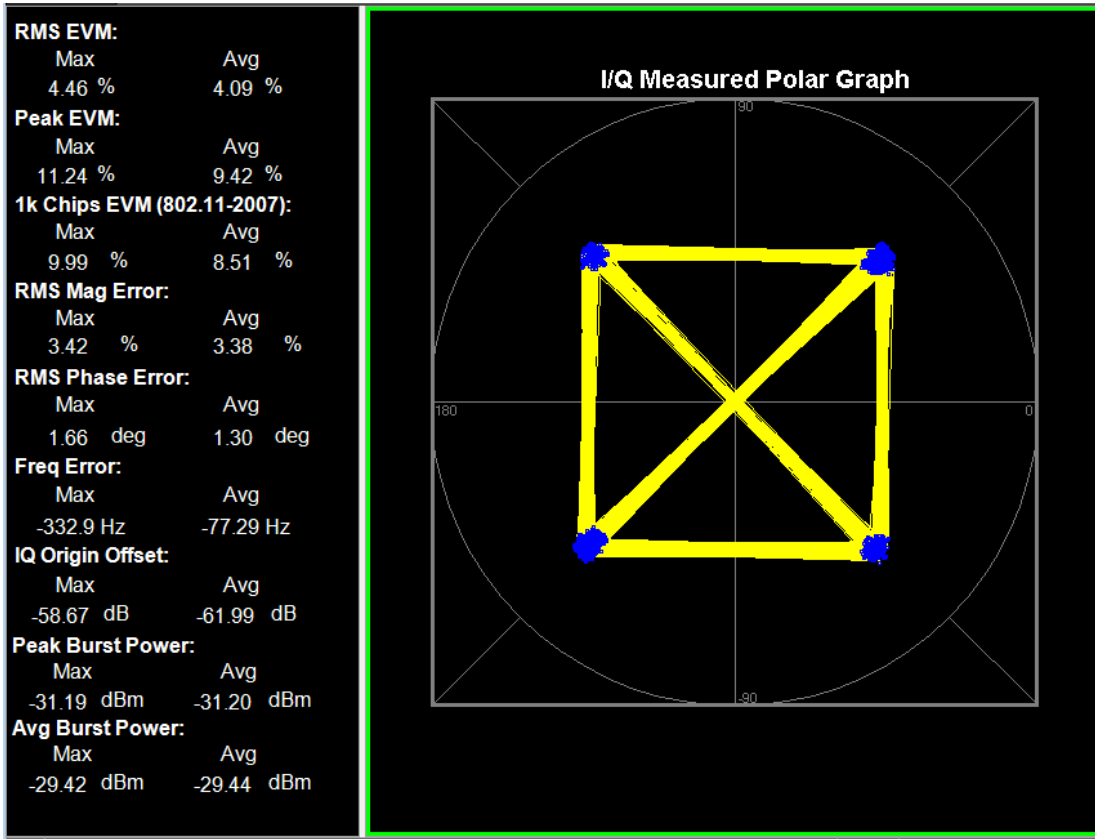 RMS EVM:
Max Avg
4.46 % 4.09 %
Peak EVM:
Max Avg
11.24 % 9.42 %
1k Chips EVM (802.11-2007):
Max Avg
9.99 % 8.51 %
RMS Mag Error:
Max Avg
3.42 % 3.38 %
RMS Phase Error:
Max Avg
1.66 deg 1.30 deg
Freq Error:
Max Avg
-332.9 Hz -77.29 Hz
IQ Origin Offset:
Max Avg
-58.67 dB -61.99 dB
Peak Burst Power:
Max Avg
-31.19 dBm -31.20 dBm
Avg Burst Power:
Max Avg
-29.42 dBm -29.44 dBm
I/Q Measured Polar Graph
90
180 0
-90